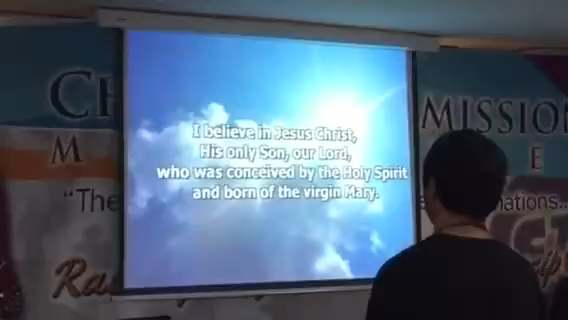 CH
MISSION
M
E
"The
nations...
I believe in Jesus Christ,
His only Son, our Lord,
who was conceived by the Holy Spirit
and born of the virgin Mary.